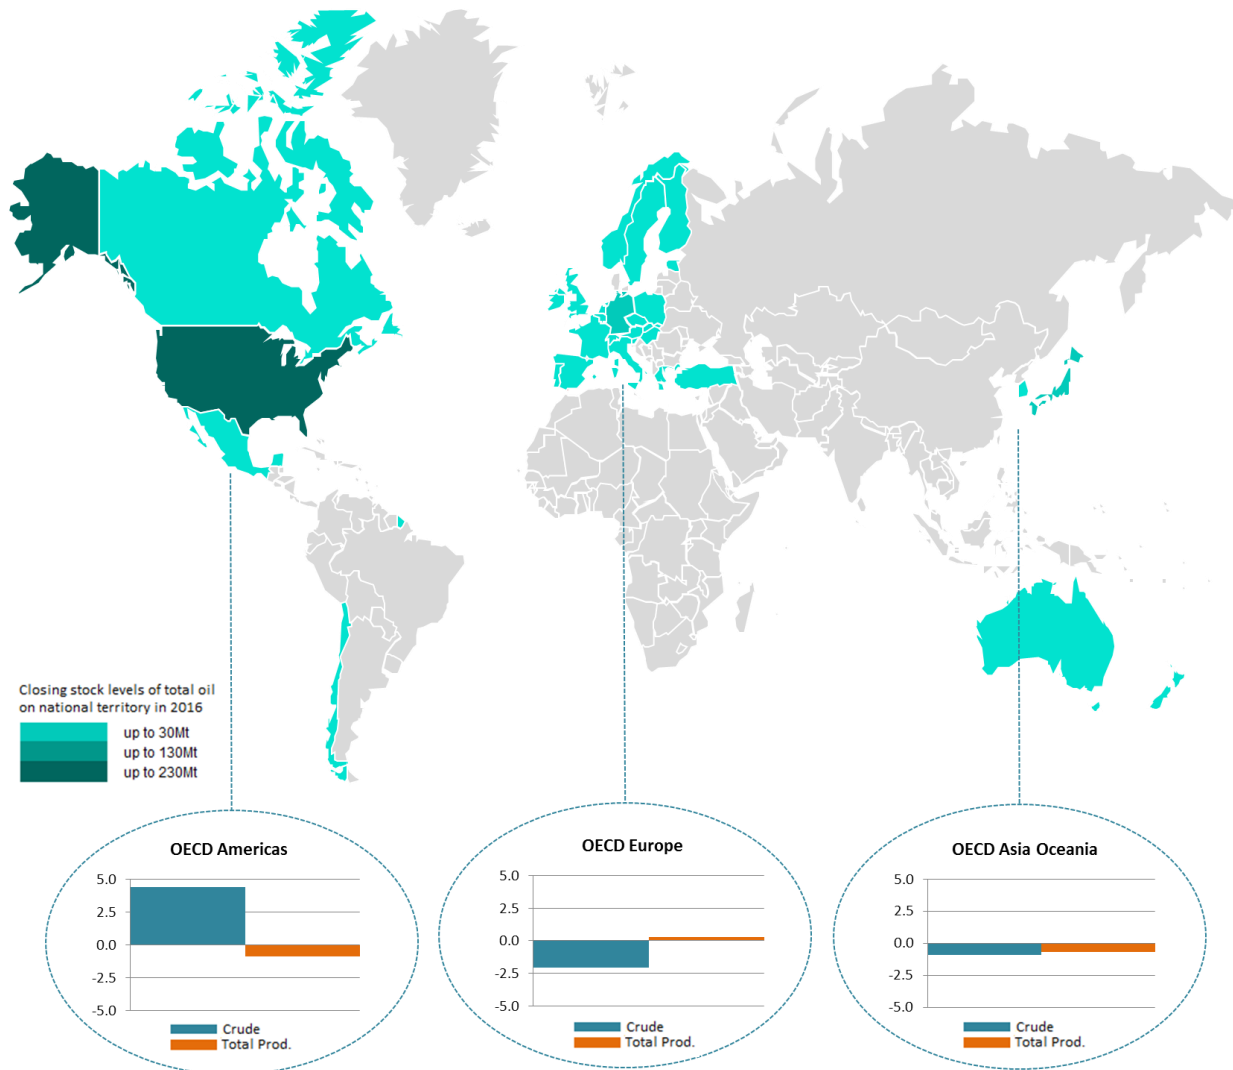 Closing stock levels of total oil
on national territory in 2016
up to 30Mt
up to 130Mt
up to 230Mt
OECD Americas
5.0
2.5
0.0
-2.5
-5.0
Crude
Total Prod.
OECD Europe
5.0
2.5
0.0
-2.5
-5.0
Crude
Total Prod.
OECD Asia Oceania
5.0
2.5
0.0
-2.5
-5.0
Crude
Total Prod.